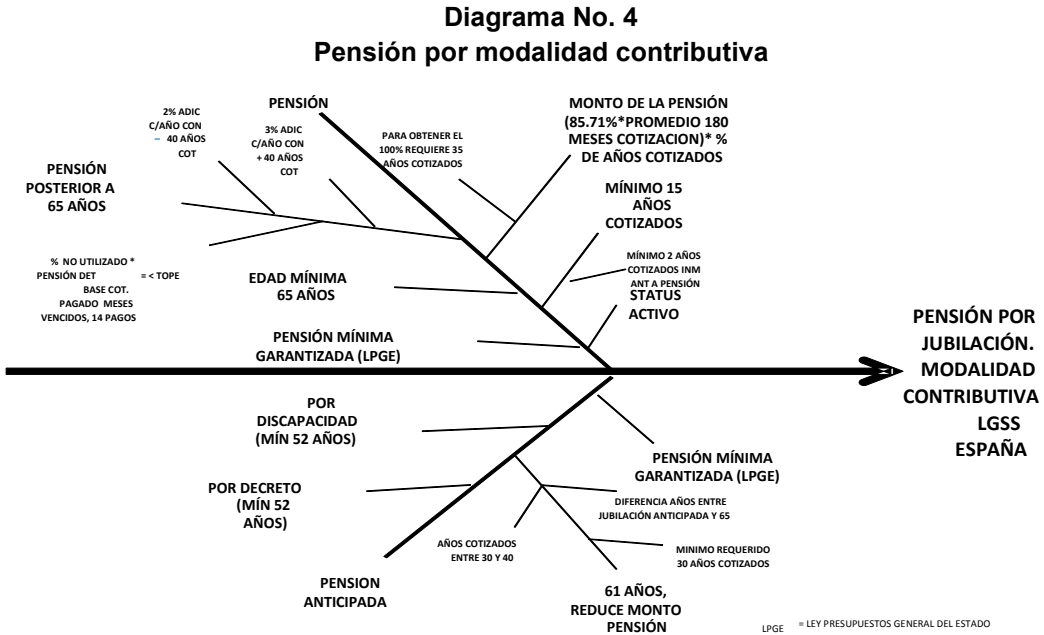 Diagrama No. 4
Pensión por modalidad contributiva
2% ADIC
C/AÑO CON
– 40 AÑOS
COT
PENSIÓN
3% ADIC
C/AÑO CON
+ 40 AÑOS
COT
PARA OBTENER EL
100% REQUIERE 35
AÑOS COTIZADOS
MONTO DE LA PENSIÓN
(85.71%*PROMEDIO 180
MESES COTIZACION)* %
DE AÑOS COTIZADOS
PENSIÓN
POSTERIOR A
65 AÑOS
MÍNIMO 15
AÑOS
COTIZADOS
% NO UTILIZADO *
PENSIÓN DET = < TOPE
BASE COT.
PAGADO MESES
VENCIDOS, 14 PAGOS
EDAD MÍNIMA
65 AÑOS
MÍNIMO 2 AÑOS
COTIZADOS INM
ANT A PENSIÓN
STATUS
ACTIVO
PENSIÓN MÍNIMA
GARANTIZADA (LPGE)
PENSIÓN POR
JUBILACIÓN.
MODALIDAD
CONTRIBUTIVA
LGSS
ESPAÑA
POR
DISCAPACIDAD
(MÍN 52 AÑOS)
PENSIÓN MÍNIMA
GARANTIZADA (LPGE)
POR DECRETO
(MÍN 52
AÑOS)
DIFERENCIA AÑOS ENTRE
JUBILACIÓN ANTICIPADA Y 65
AÑOS COTIZADOS
ENTRE 30 Y 40
MINIMO REQUERIDO
30 AÑOS COTIZADOS
PENSION
ANTICIPADA
61 AÑOS,
REDUCE MONTO
PENSIÓN
LPGE = LEY PRESUPUESTOS GENERAL DEL ESTADO